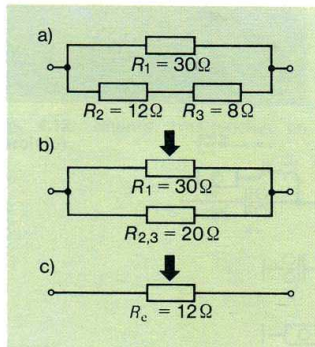 a)
R₁ = 30Ω
R₂ = 12Ω R₃ = 8Ω
b)
R₁ = 30Ω
R₂,₃ = 20Ω
c)
Rₑ = 12Ω